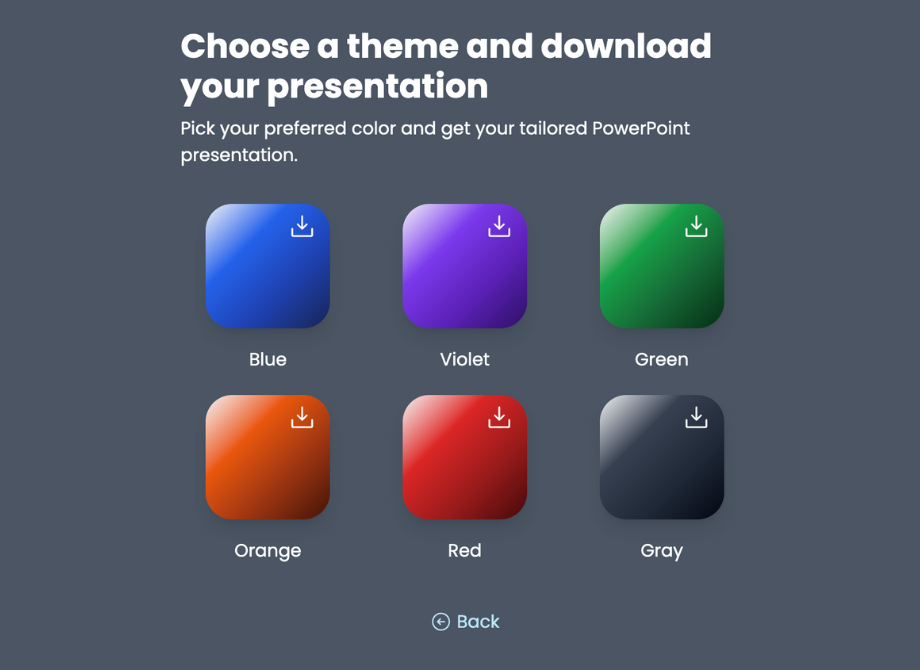 Choose a theme and download
your presentation
Pick your preferred color and get your tailored PowerPoint
presentation.
Blue
Violet
Green
Orange
Red
Gray
Back